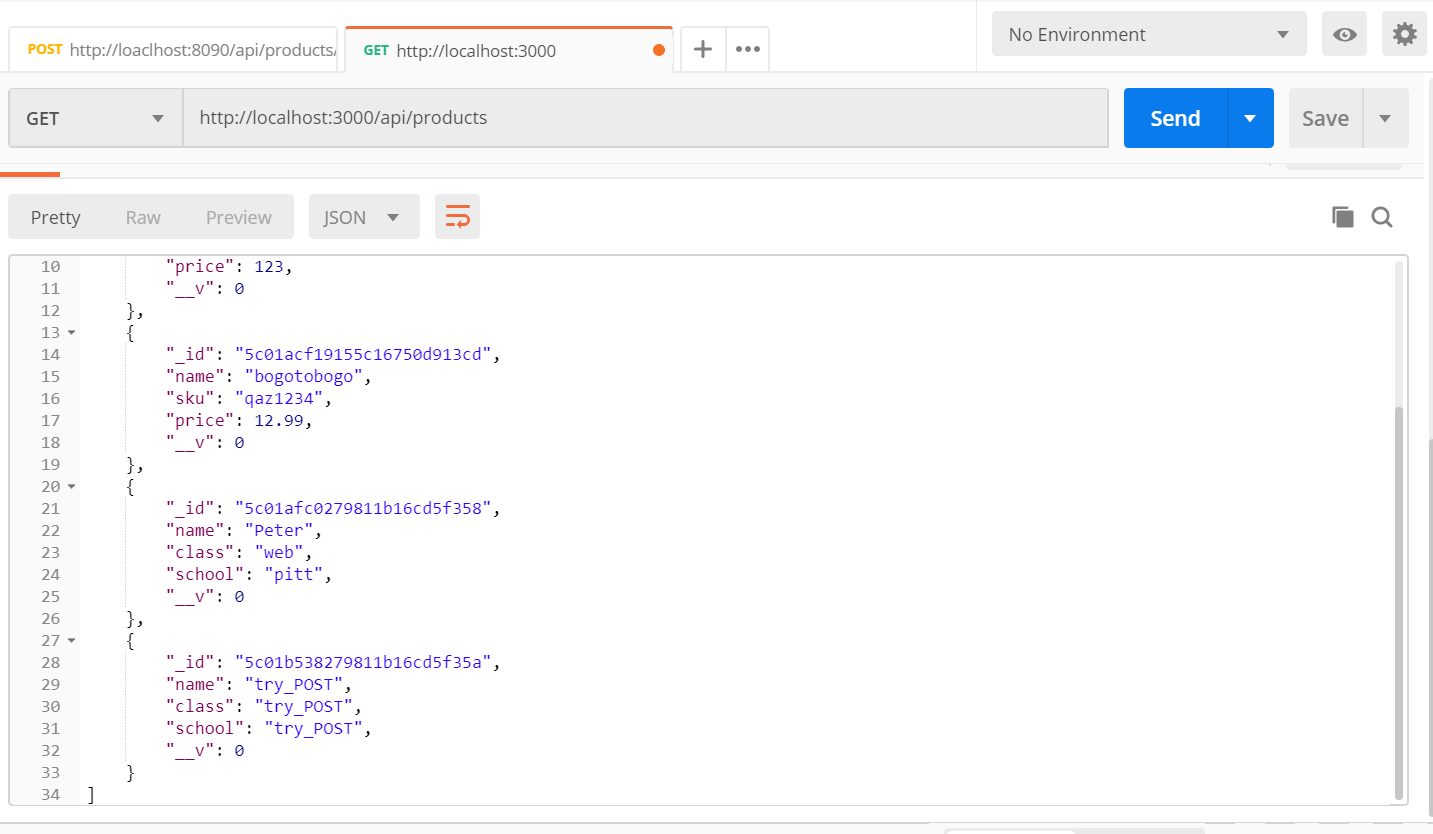 POST http://loaclhost:8090/api/products/
GET http://localhost:3000
No Environment
GET
http://localhost:3000/api/products
Send
Save
Pretty
Raw
Preview
JSON
10 "price": 123,
11 "__v": 0
12 },
13 {
14 "_id": "5c01acf19155c16750d913cd",
15 "name": "bogotobogo",
16 "sku": "qaz1234",
17 "price": 12.99,
18 "__v": 0
19 },
20 {
21 "_id": "5c01afc0279811b16cd5f358",
22 "name": "Peter",
23 "class": "web",
24 "school": "pitt",
25 "__v": 0
26 },
27 {
28 "_id": "5c01b538279811b16cd5f35a",
29 "name": "try_POST",
30 "class": "try_POST",
31 "school": "try_POST",
32 "__v": 0
33 }
34 ]